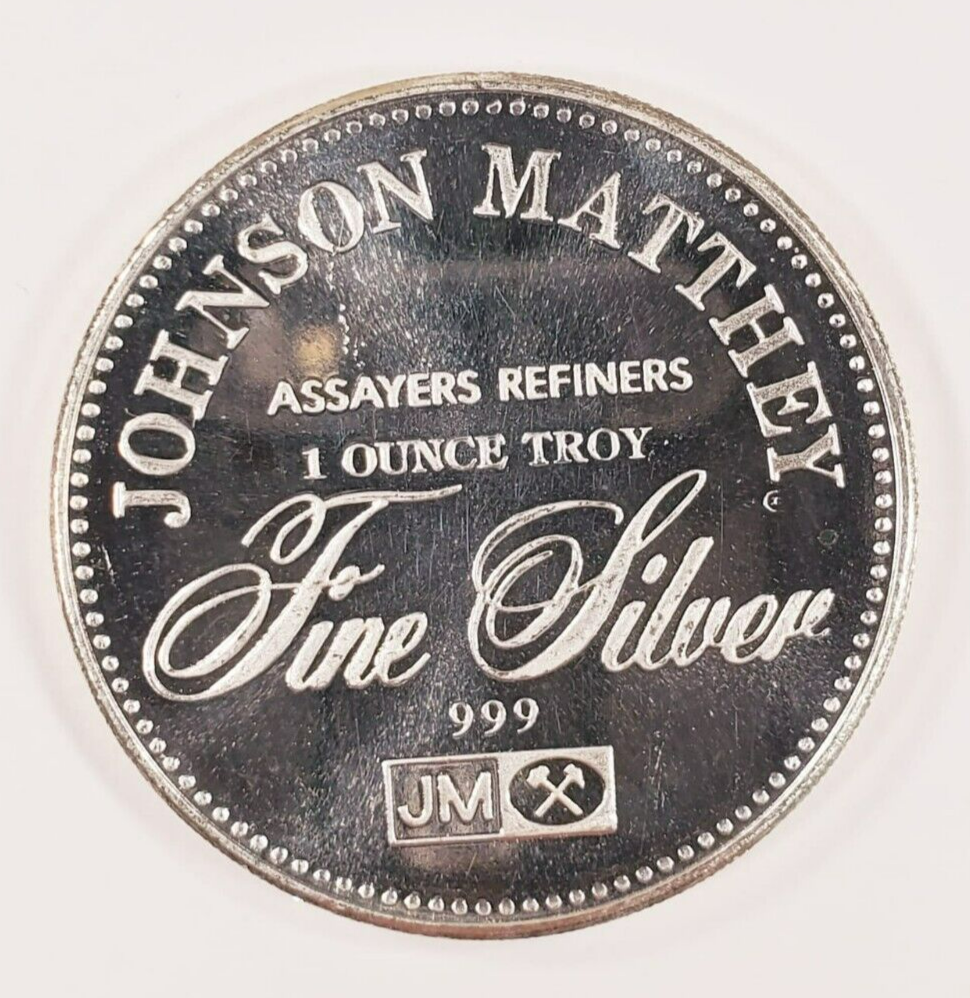 JOHNSON MATTHEY
ASSAYERS REFINERS
1 OUNCE TROY
Fine Silver
999
JM